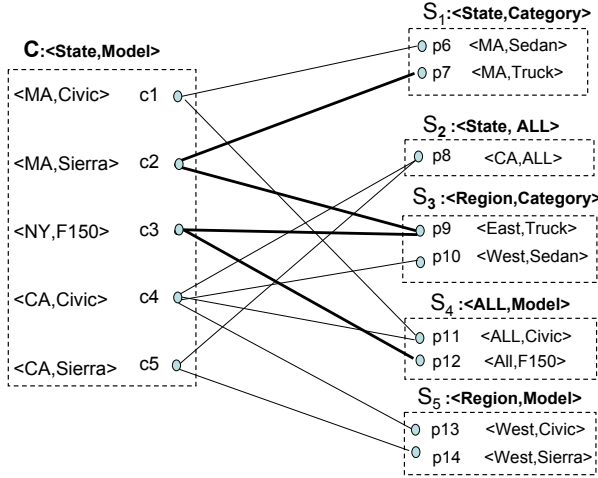 C:<State,Model>
<MA,Civic> c1
<MA,Sierra> c2
<NY,F150> c3
<CA,Civic> c4
<CA,Sierra> c5
S1:<State,Category>
p6 <MA,Sedan>
p7 <MA,Truck>
S2:<State, ALL>
p8 <CA,ALL>
S3:<Region,Category>
p9 <East,Truck>
p10 <West,Sedan>
S4 :<ALL,Model>
p11 <ALL,Civic>
p12 <All,F150>
S5 :<Region,Model>
p13 <West,Civic>
p14 <West,Sierra>